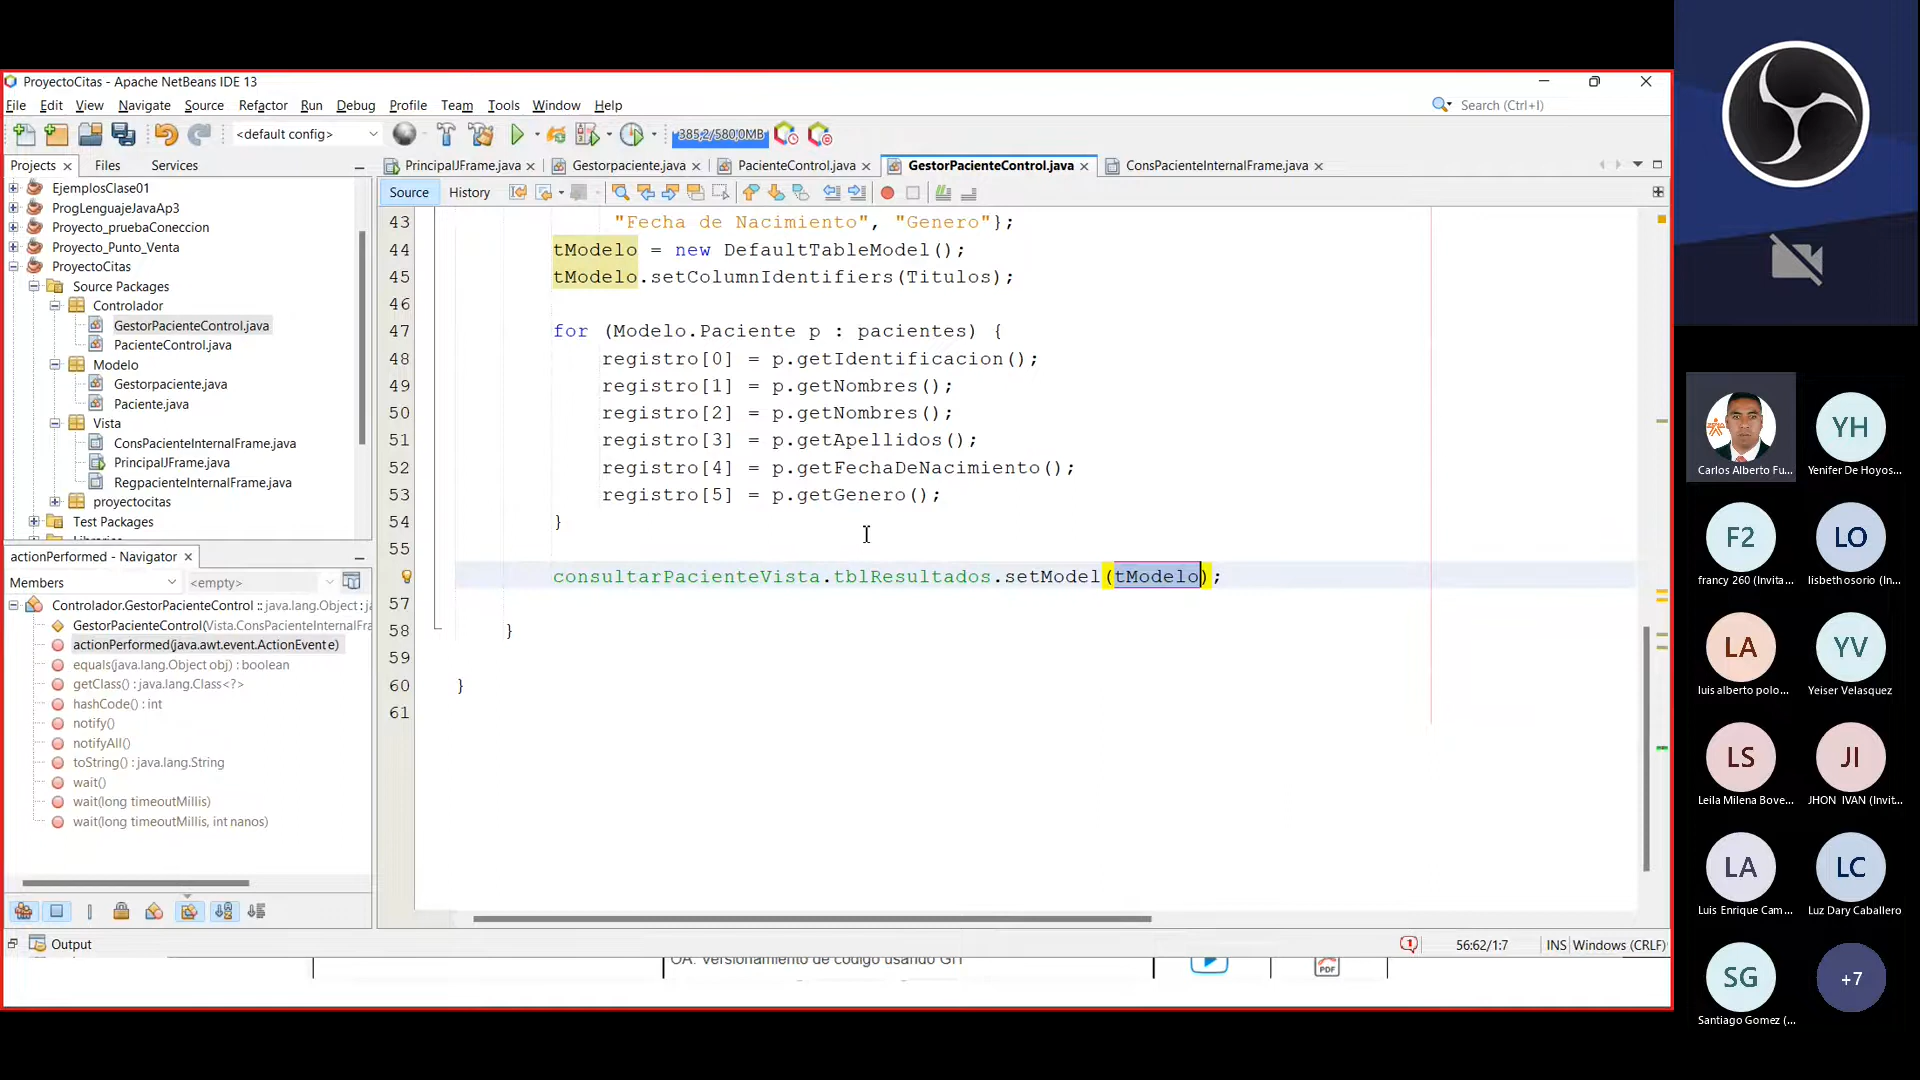 ProyectoCitas - Apache NetBeans IDE 13
File Edit View Navigate Source Refactor Run Debug Profile Team Tools Window Help
Search (Ctrl+I)
<default config>
385,2/580,0MB
Projects Files Services
PrincipalJFrame.java Gestorpaciente.java PacienteControl.java GestorPacienteControl.java ConsPacienteInternalFrame.java
Source History
EjemplosClase01
ProgLenguajeJavaAp3
Proyecto_pruebaConeccion
Proyecto_Punto_Venta
ProyectoCitas
Source Packages
Controlador
GestorPacienteControl.java
PacienteControl.java
Modelo
Gestorpaciente.java
Paciente.java
Vista
ConsPacienteInternalFrame.java
PrincipalJFrame.java
RegpacienteInternalFrame.java
proyectocitas
Test Packages
43 "Fecha de Nacimiento", "Genero"};
44 tModelo = new DefaultTableModel();
45 tModelo.setColumnIdentifiers(Titulos);
46
47 for (Modelo.Paciente p : pacientes) {
48 registro[0] = p.getIdentificacion();
49 registro[1] = p.getNombres();
50 registro[2] = p.getNombres();
51 registro[3] = p.getApellidos();
52 registro[4] = p.getFechaDeNacimiento();
53 registro[5] = p.getGenero();
54 }
55
consultarPacienteVista.tblResultados.setModel(tModelo);
57
58 }
59
60 }
61
actionPerformed - Navigator
Members <empty>
Controlador.GestorPacienteControl :: java.lang.Object : ja
GestorPacienteControl(Vista.ConsPacienteInternalFra
actionPerformed(java.awt.event.ActionEvent e)
equals(java.lang.Object obj) : boolean
getClass() : java.lang.Class<?>
hashCode() : int
notify()
notifyAll()
toString() : java.lang.String
wait()
wait(long timeoutMillis)
wait(long timeoutMillis, int nanos)
Output
1 56:62/1:7 INS Windows (CRLF)
OA. Versionamiento de código usando GIT
PDF
Carlos Alberto Fu...
YH
Yenifer De Hoyos...
F2
francy 260 (Invita...
LO
lisbeth osorio (In...
LA
luis alberto polo...
YV
Yeiser Velasquez
LS
Leila Milena Bove...
JI
JHON IVAN (Invit...
LA
Luis Enrique Cam...
LC
Luz Dary Caballero
SG
Santiago Gomez (...
+7